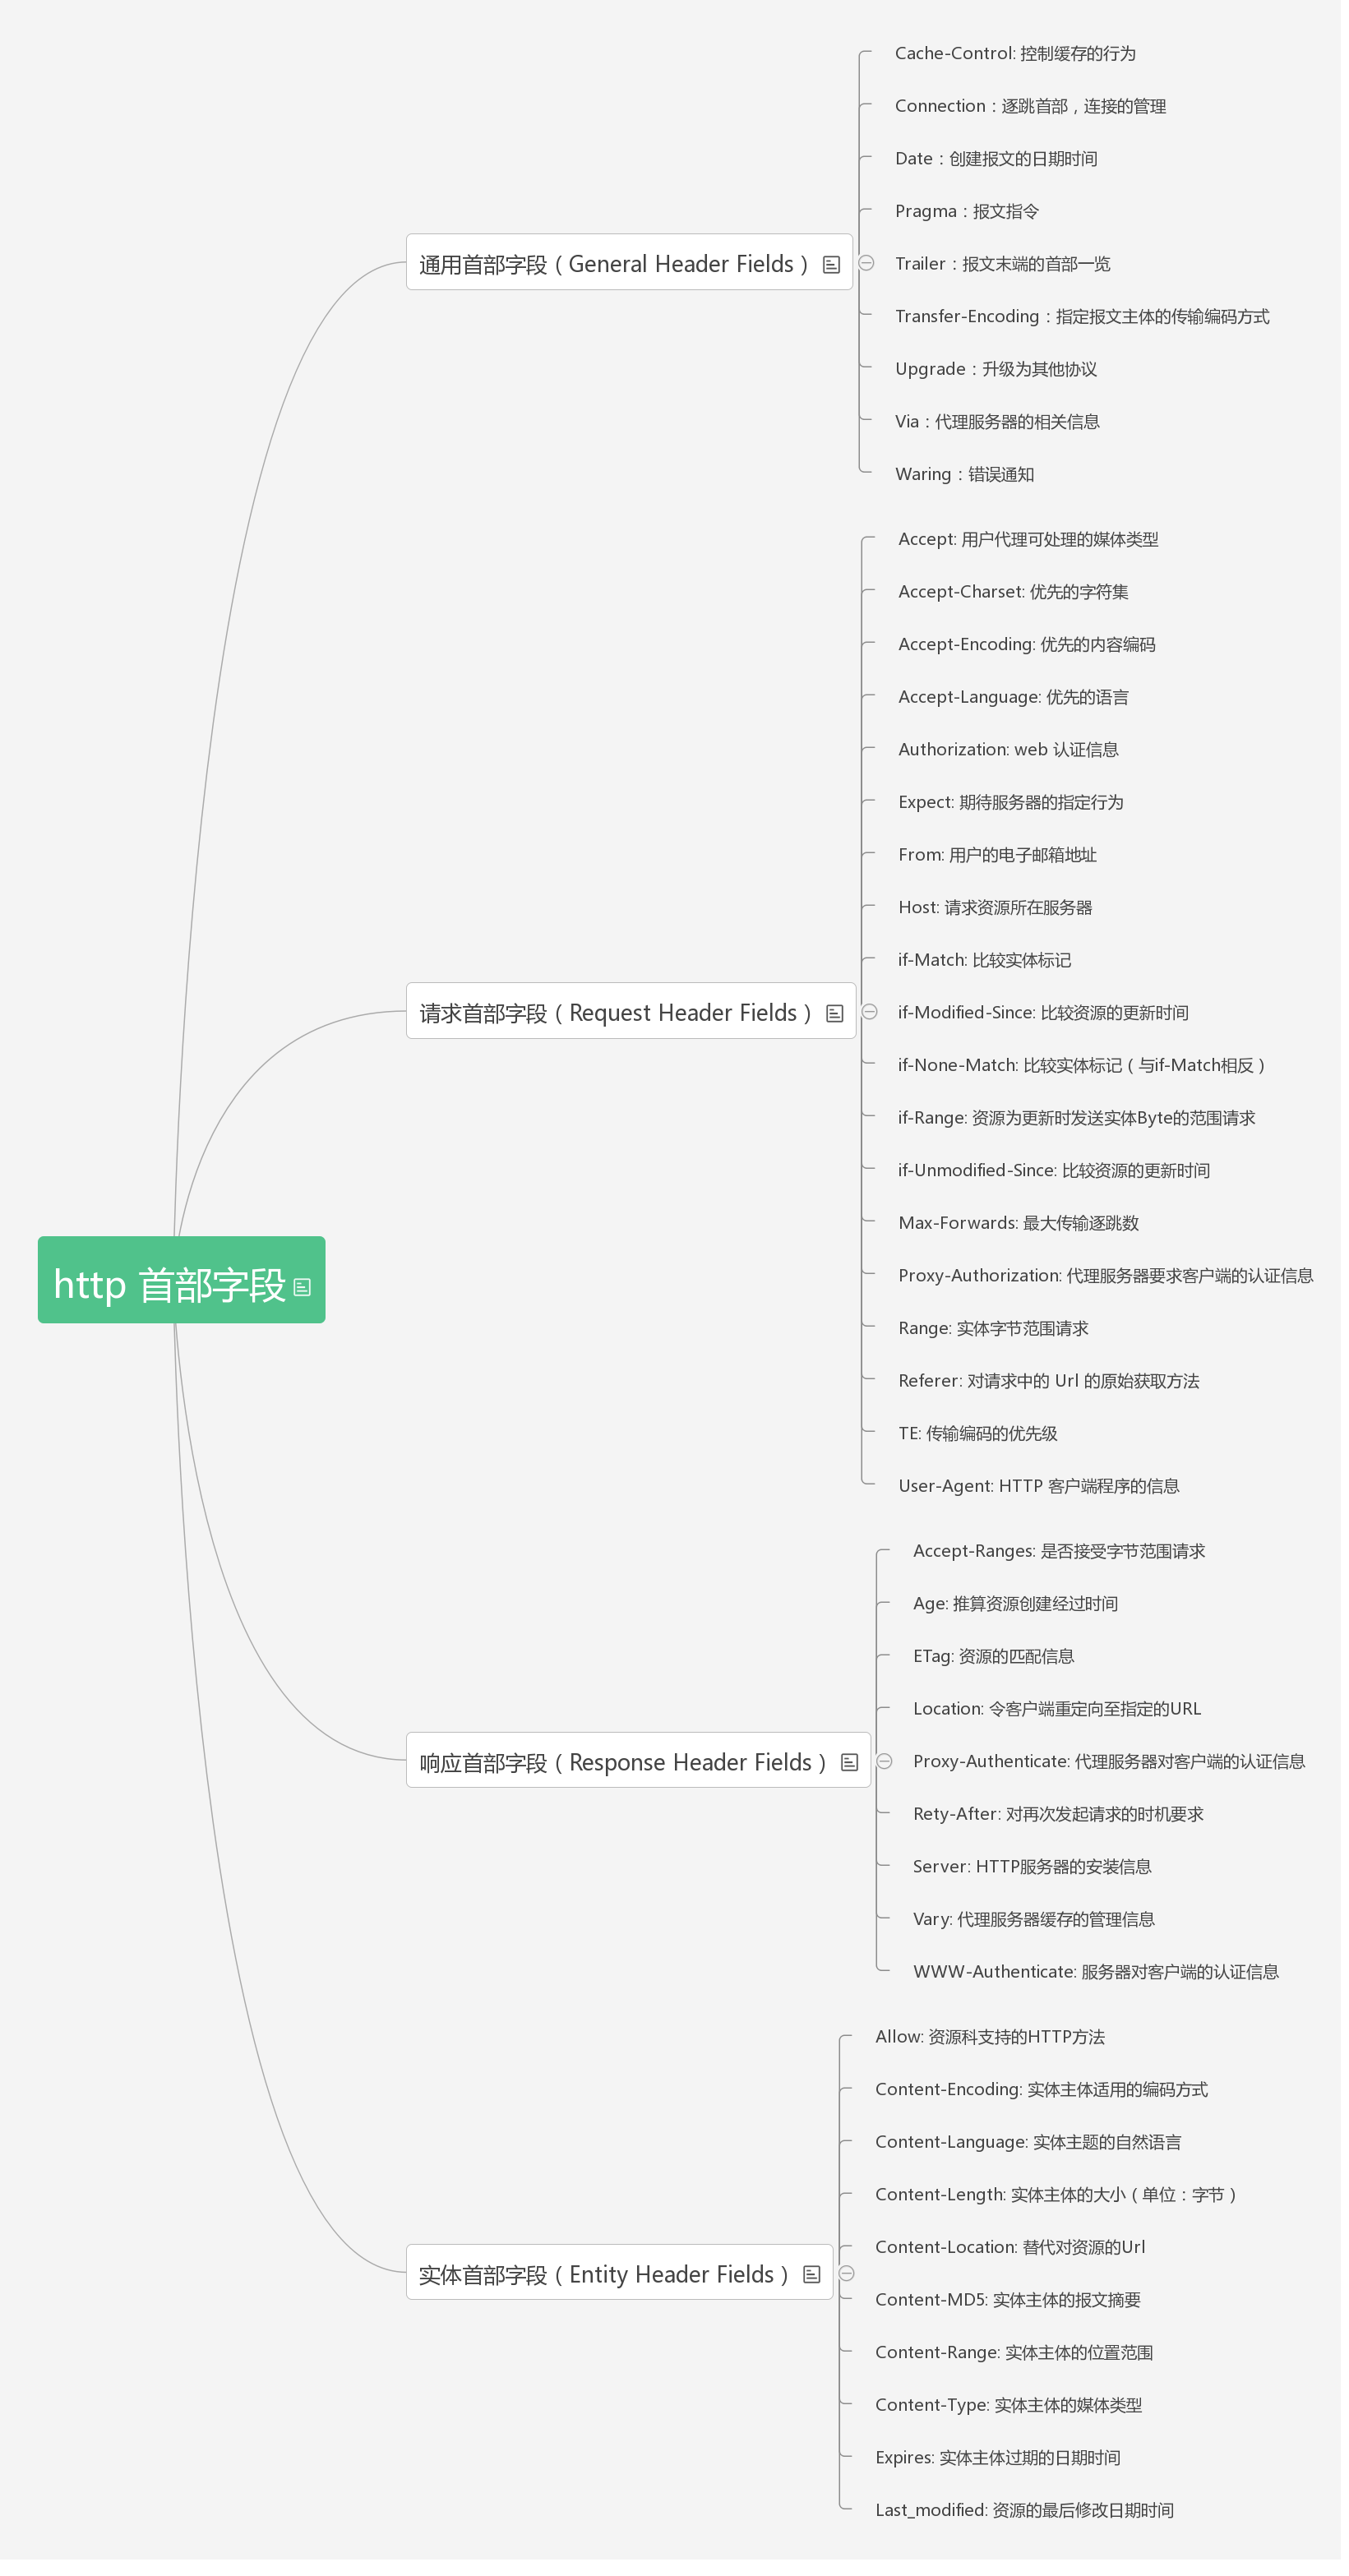 http 首部字段
通用首部字段（General Header Fields）
Cache-Control: 控制缓存的行为
Connection：逐跳首部，连接的管理
Date：创建报文的日期时间
Pragma：报文指令
Trailer：报文末端的首部一览
Transfer-Encoding：指定报文主体的传输编码方式
Upgrade：升级为其他协议
Via：代理服务器的相关信息
Waring：错误通知
请求首部字段（Request Header Fields）
Accept: 用户代理可处理的媒体类型
Accept-Charset: 优先的字符集
Accept-Encoding: 优先的内容编码
Accept-Language: 优先的语言
Authorization: web 认证信息
Expect: 期待服务器的指定行为
From: 用户的电子邮箱地址
Host: 请求资源所在服务器
if-Match: 比较实体标记
if-Modified-Since: 比较资源的更新时间
if-None-Match: 比较实体标记（与if-Match相反）
if-Range: 资源为更新时发送实体Byte的范围请求
if-Unmodified-Since: 比较资源的更新时间
Max-Forwards: 最大传输逐跳数
Proxy-Authorization: 代理服务器要求客户端的认证信息
Range: 实体字节范围请求
Referer: 对请求中的 Url 的原始获取方法
TE: 传输编码的优先级
User-Agent: HTTP 客户端程序的信息
响应首部字段（Response Header Fields）
Accept-Ranges: 是否接受字节范围请求
Age: 推算资源创建经过时间
ETag: 资源的匹配信息
Location: 令客户端重定向至指定的URL
Proxy-Authenticate: 代理服务器对客户端的认证信息
Rety-After: 对再次发起请求的时机要求
Server: HTTP服务器的安装信息
Vary: 代理服务器缓存的管理信息
WWW-Authenticate: 服务器对客户端的认证信息
实体首部字段（Entity Header Fields）
Allow: 资源科支持的HTTP方法
Content-Encoding: 实体主体适用的编码方式
Content-Language: 实体主题的自然语言
Content-Length: 实体主体的大小（单位：字节）
Content-Location: 替代对资源的Url
Content-MD5: 实体主体的报文摘要
Content-Range: 实体主体的位置范围
Content-Type: 实体主体的媒体类型
Expires: 实体主体过期的日期时间
Last_modified: 资源的最后修改日期时间